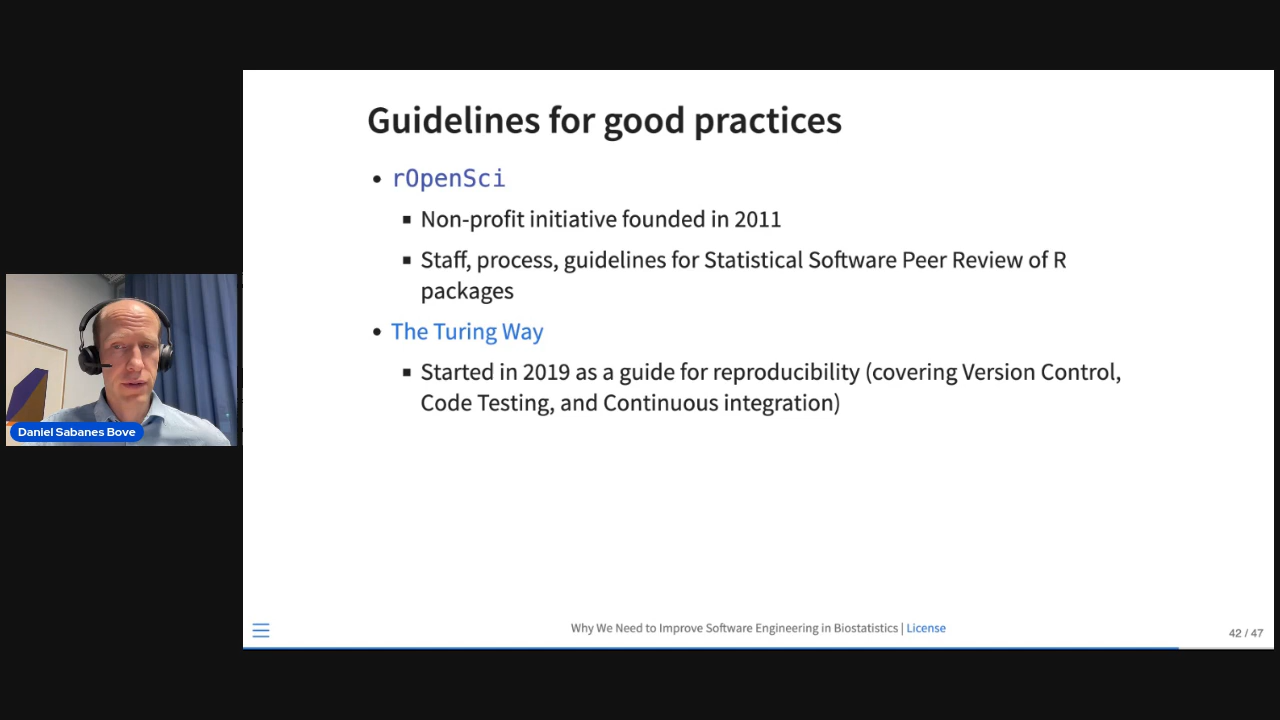 Guidelines for good practices
rOpenSci
Non-profit initiative founded in 2011
Staff, process, guidelines for Statistical Software Peer Review of R
packages
The Turing Way
Started in 2019 as a guide for reproducibility (covering Version Control,
Code Testing, and Continuous integration)
Daniel Sabanes Bove
Why We Need to Improve Software Engineering in Biostatistics | License
42 / 47